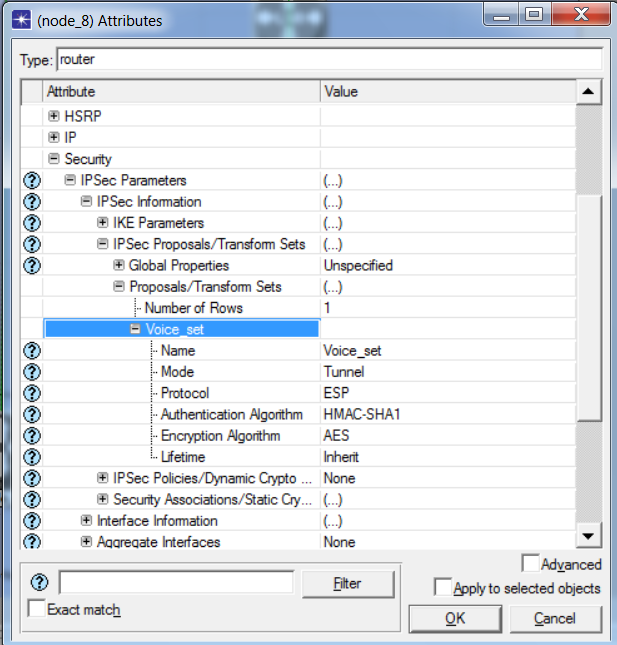 (node_8) Attributes
Type: router
Attribute Value
HSRP
IP
Security
IPSec Parameters (...)
IPSec Information (...)
IKE Parameters (...)
IPSec Proposals/Transform Sets (...)
Global Properties Unspecified
Proposals/Transform Sets (...)
Number of Rows 1
Voice_set
Name Voice_set
Mode Tunnel
Protocol ESP
Authentication Algorithm HMAC-SHA1
Encryption Algorithm AES
Lifetime Inherit
IPSec Policies/Dynamic Crypto ... None
Security Associations/Static Cry... (...)
Interface Information (...)
Aggregate Interfaces None
Advanced
Filter
Apply to selected objects
Exact match
OK Cancel